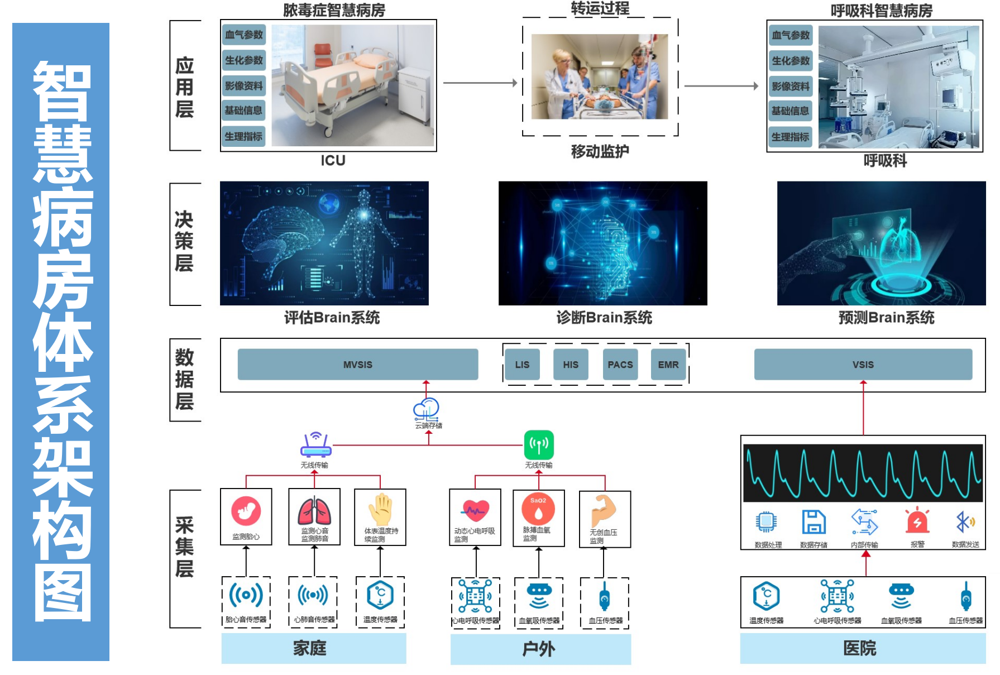 智慧病房体系架构图
应用层
脓毒症智慧病房
血气参数
生化参数
影像资料
基础信息
生理指标
ICU
转运过程
移动监护
呼吸科智慧病房
血气参数
生化参数
影像资料
基础信息
生理指标
呼吸科
决策层
评估Brain系统
诊断Brain系统
预测Brain系统
数据层
MVSIS
LIS
HIS
PACS
EMR
VSIS
云端存储
无线传输
无线传输
采集层
监测胎心
监测心音
监测肺音
体表温度持
续监测
动态心电呼吸
监测
SaO2
脉搏血氧
监测
无创血压
监测
数据处理
数据存储
内部传输
报警
数据发送
胎心音传感器
心肺音传感器
℃
温度传感器
心电呼吸传感器
血氧吸传感器
血压传感器
℃
温度传感器
心电呼吸传感器
血氧吸传感器
血压传感器
家庭
户外
医院